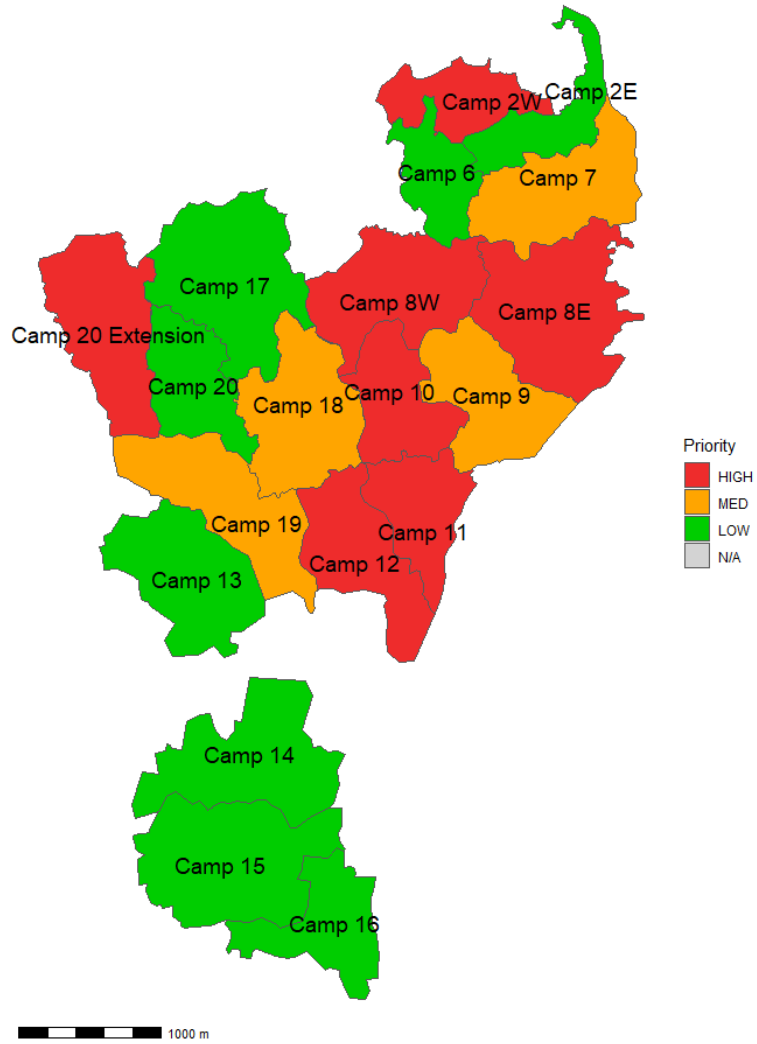 Camp 2E
Camp 2W
Camp 6
Camp 7
Camp 17
Camp 8W
Camp 8E
Camp 20 Extension
Camp 20
Camp 10
Camp 9
Camp 18
Camp 19
Camp 11
Camp 12
Camp 13
Priority
HIGH
MED
LOW
N/A
Camp 14
Camp 15
Camp 16
1000 m